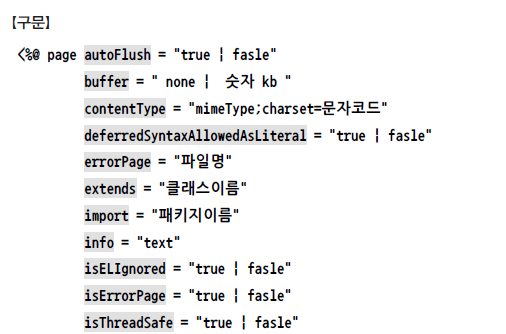 【구문】
<%@ page autoFlush = "true ¦ fasle"
buffer = " none ¦ 숫자 kb "
contentType = "mimeType;charset=문자코드"
deferredSyntaxAllowedAsLiteral = "true ¦ fasle"
errorPage = "파일명"
extends = "클래스이름"
import = "패키지이름"
info = "text"
isELIgnored = "true ¦ fasle"
isErrorPage = "true ¦ fasle"
isThreadSafe = "true ¦ fasle"